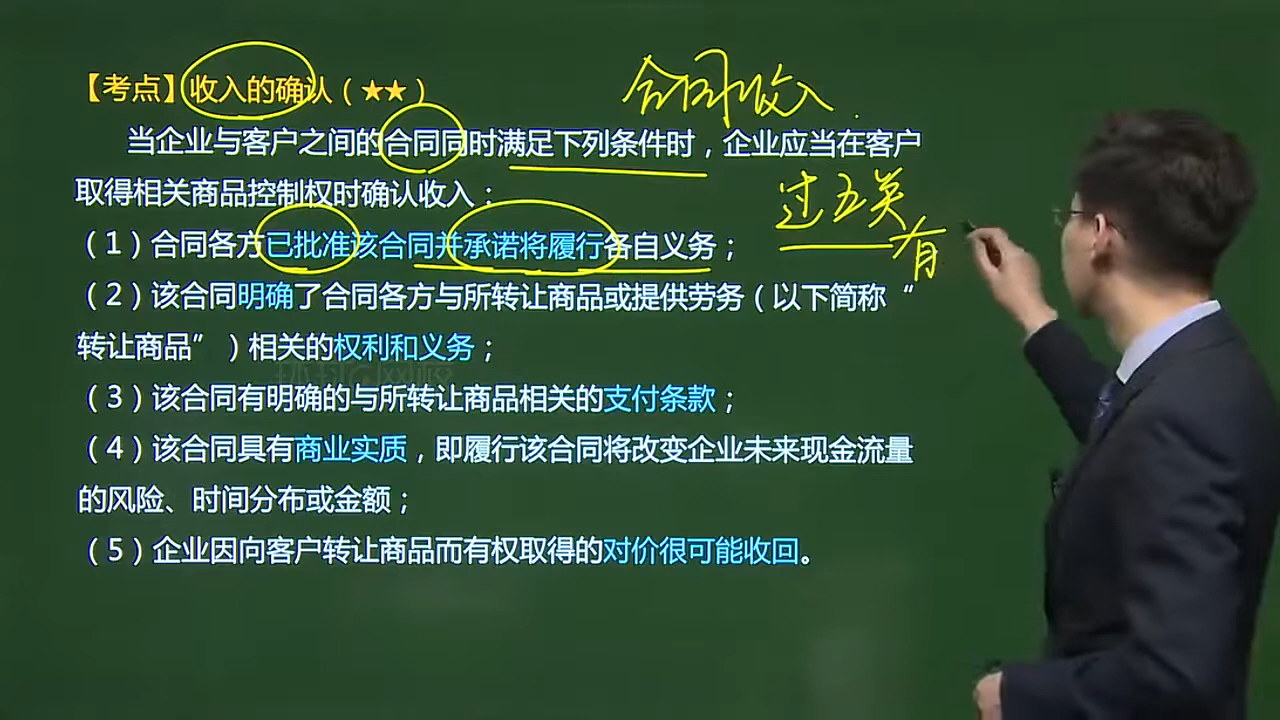 【考点】收入的确认（★★）
合同收入
当企业与客户之间的合同同时满足下列条件时，企业应当在客户
取得相关商品控制权时确认收入：
过五关
（1）合同各方已批准该合同并承诺将履行各自义务；
有
（2）该合同明确了合同各方与所转让商品或提供劳务（以下简称“
转让商品”）相关的权利和义务；
（3）该合同有明确的与所转让商品相关的支付条款；
（4）该合同具有商业实质，即履行该合同将改变企业未来现金流量
的风险、时间分布或金额；
（5）企业因向客户转让商品而有权取得的对价很可能收回。